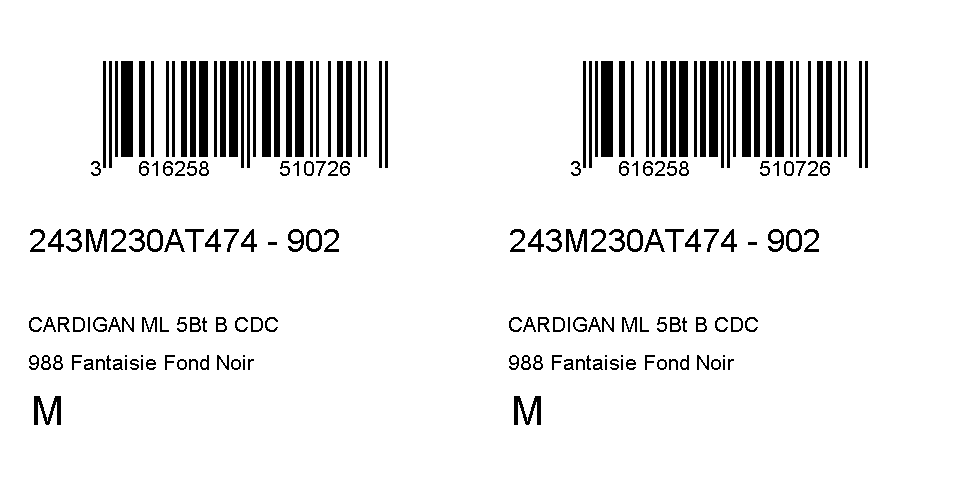 3 616258 510726
243M230AT474 - 902
CARDIGAN ML 5Bt B CDC
988 Fantaisie Fond Noir
M
3 616258 510726
243M230AT474 - 902
CARDIGAN ML 5Bt B CDC
988 Fantaisie Fond Noir
M